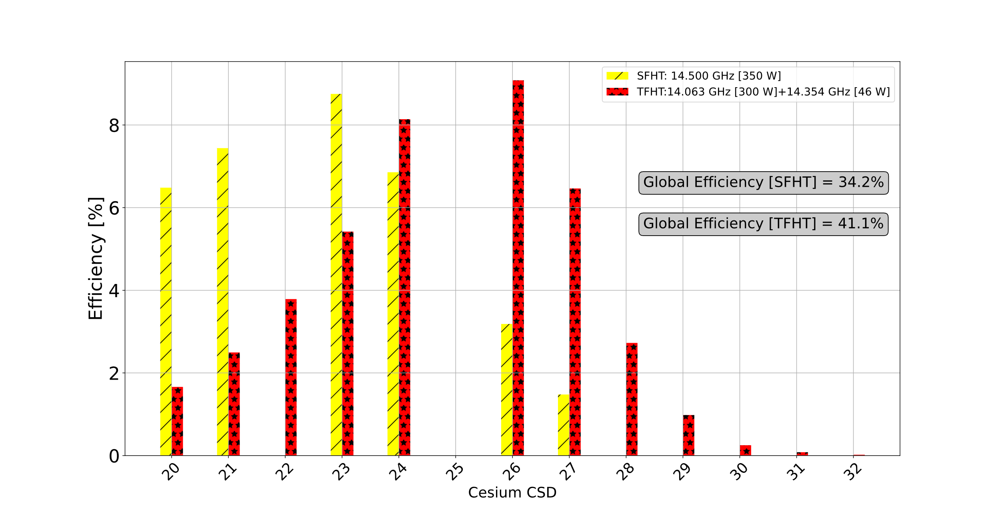 SFHT: 14.500 GHz [350 W]
TFHT:14.063 GHz [300 W]+14.354 GHz [46 W]
Global Efficiency [SFHT] = 34.2%
Global Efficiency [TFHT] = 41.1%
Efficiency [%]
8
6
4
2
0
20 21 22 23 24 25 26 27 28 29 30 31 32
Cesium CSD